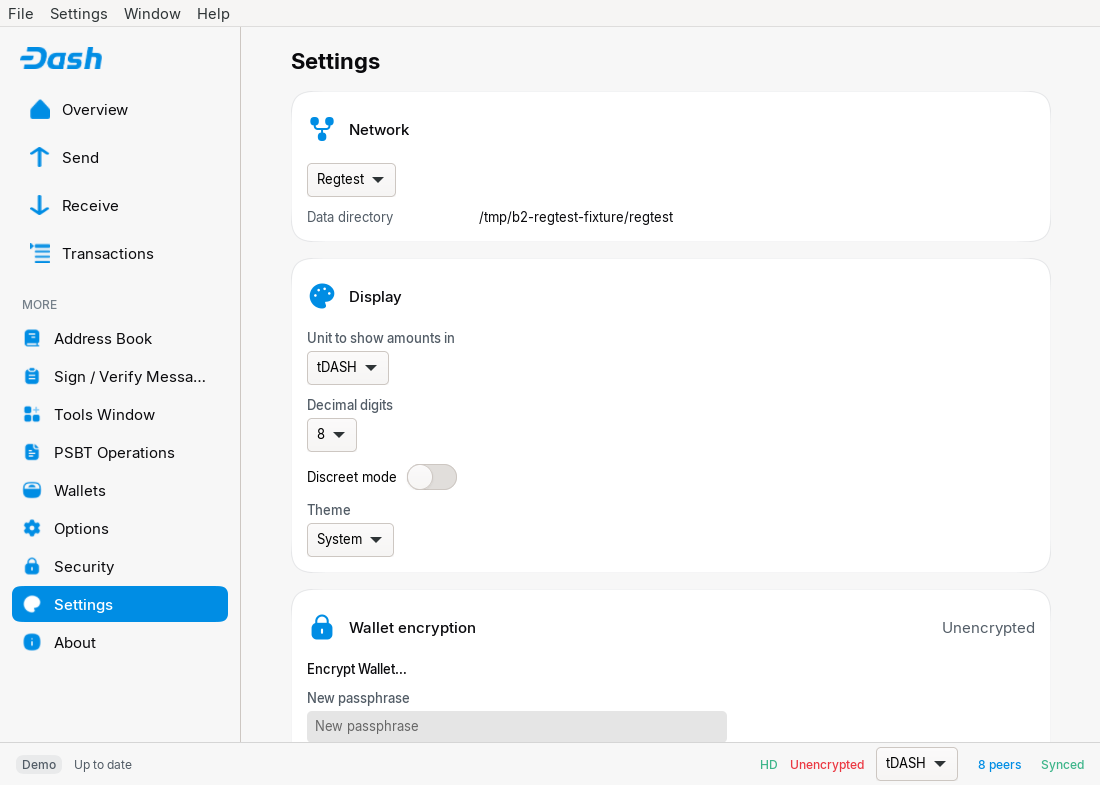 File Settings Window Help
Dash
Overview
Send
Receive
Transactions
MORE
Address Book
Sign / Verify Messa...
Tools Window
PSBT Operations
Wallets
Options
Security
Settings
About
Settings
Network
Regtest
Data directory /tmp/b2-regtest-fixture/regtest
Display
Unit to show amounts in
tDASH
Decimal digits
8
Discreet mode
Theme
System
Wallet encryption Unencrypted
Encrypt Wallet...
New passphrase
New passphrase
Demo Up to date HD Unencrypted tDASH 8 peers Synced